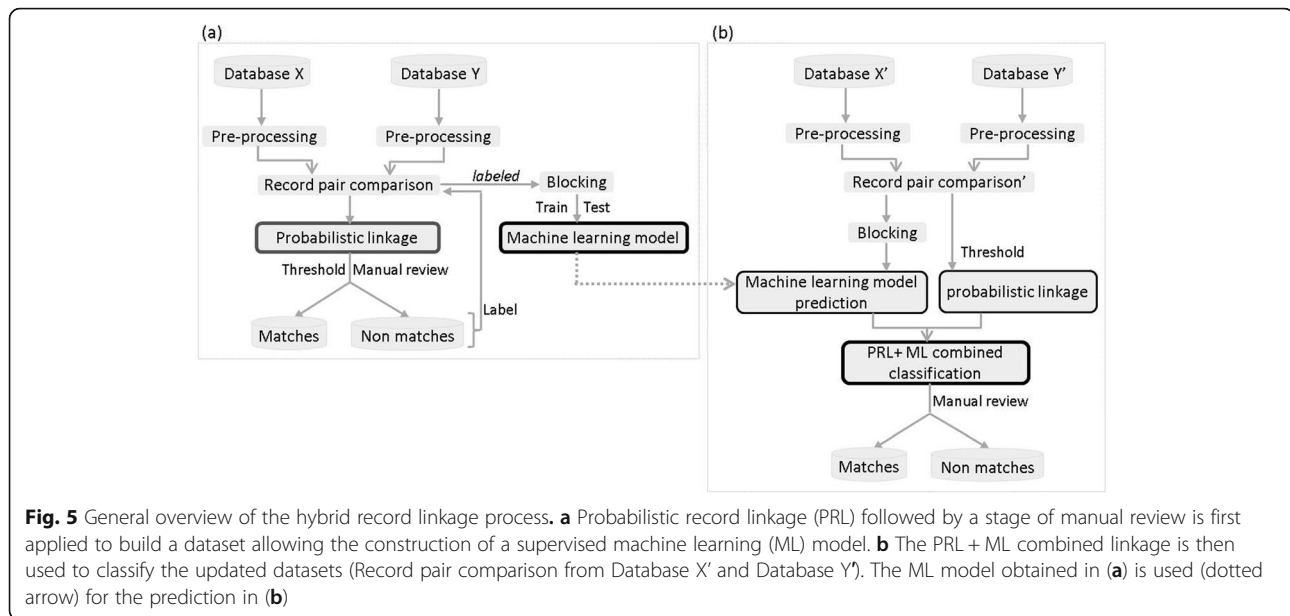 (a)
Database X
Database Y
Pre-processing
Pre-processing
Record pair comparison
labeled
Blocking
Train
Test
Probabilistic linkage
Machine learning model
Threshold
Manual review
Label
Matches
Non matches
(b)
Database X’
Database Y’
Pre-processing
Pre-processing
Record pair comparison’
Blocking
Threshold
Machine learning model
prediction
probabilistic linkage
PRL+ ML combined
classification
Manual review
Matches
Non matches
Fig. 5 General overview of the hybrid record linkage process. a Probabilistic record linkage (PRL) followed by a stage of manual review is first
applied to build a dataset allowing the construction of a supervised machine learning (ML) model. b The PRL + ML combined linkage is then
used to classify the updated datasets (Record pair comparison from Database X’ and Database Y’). The ML model obtained in (a) is used (dotted
arrow) for the prediction in (b)